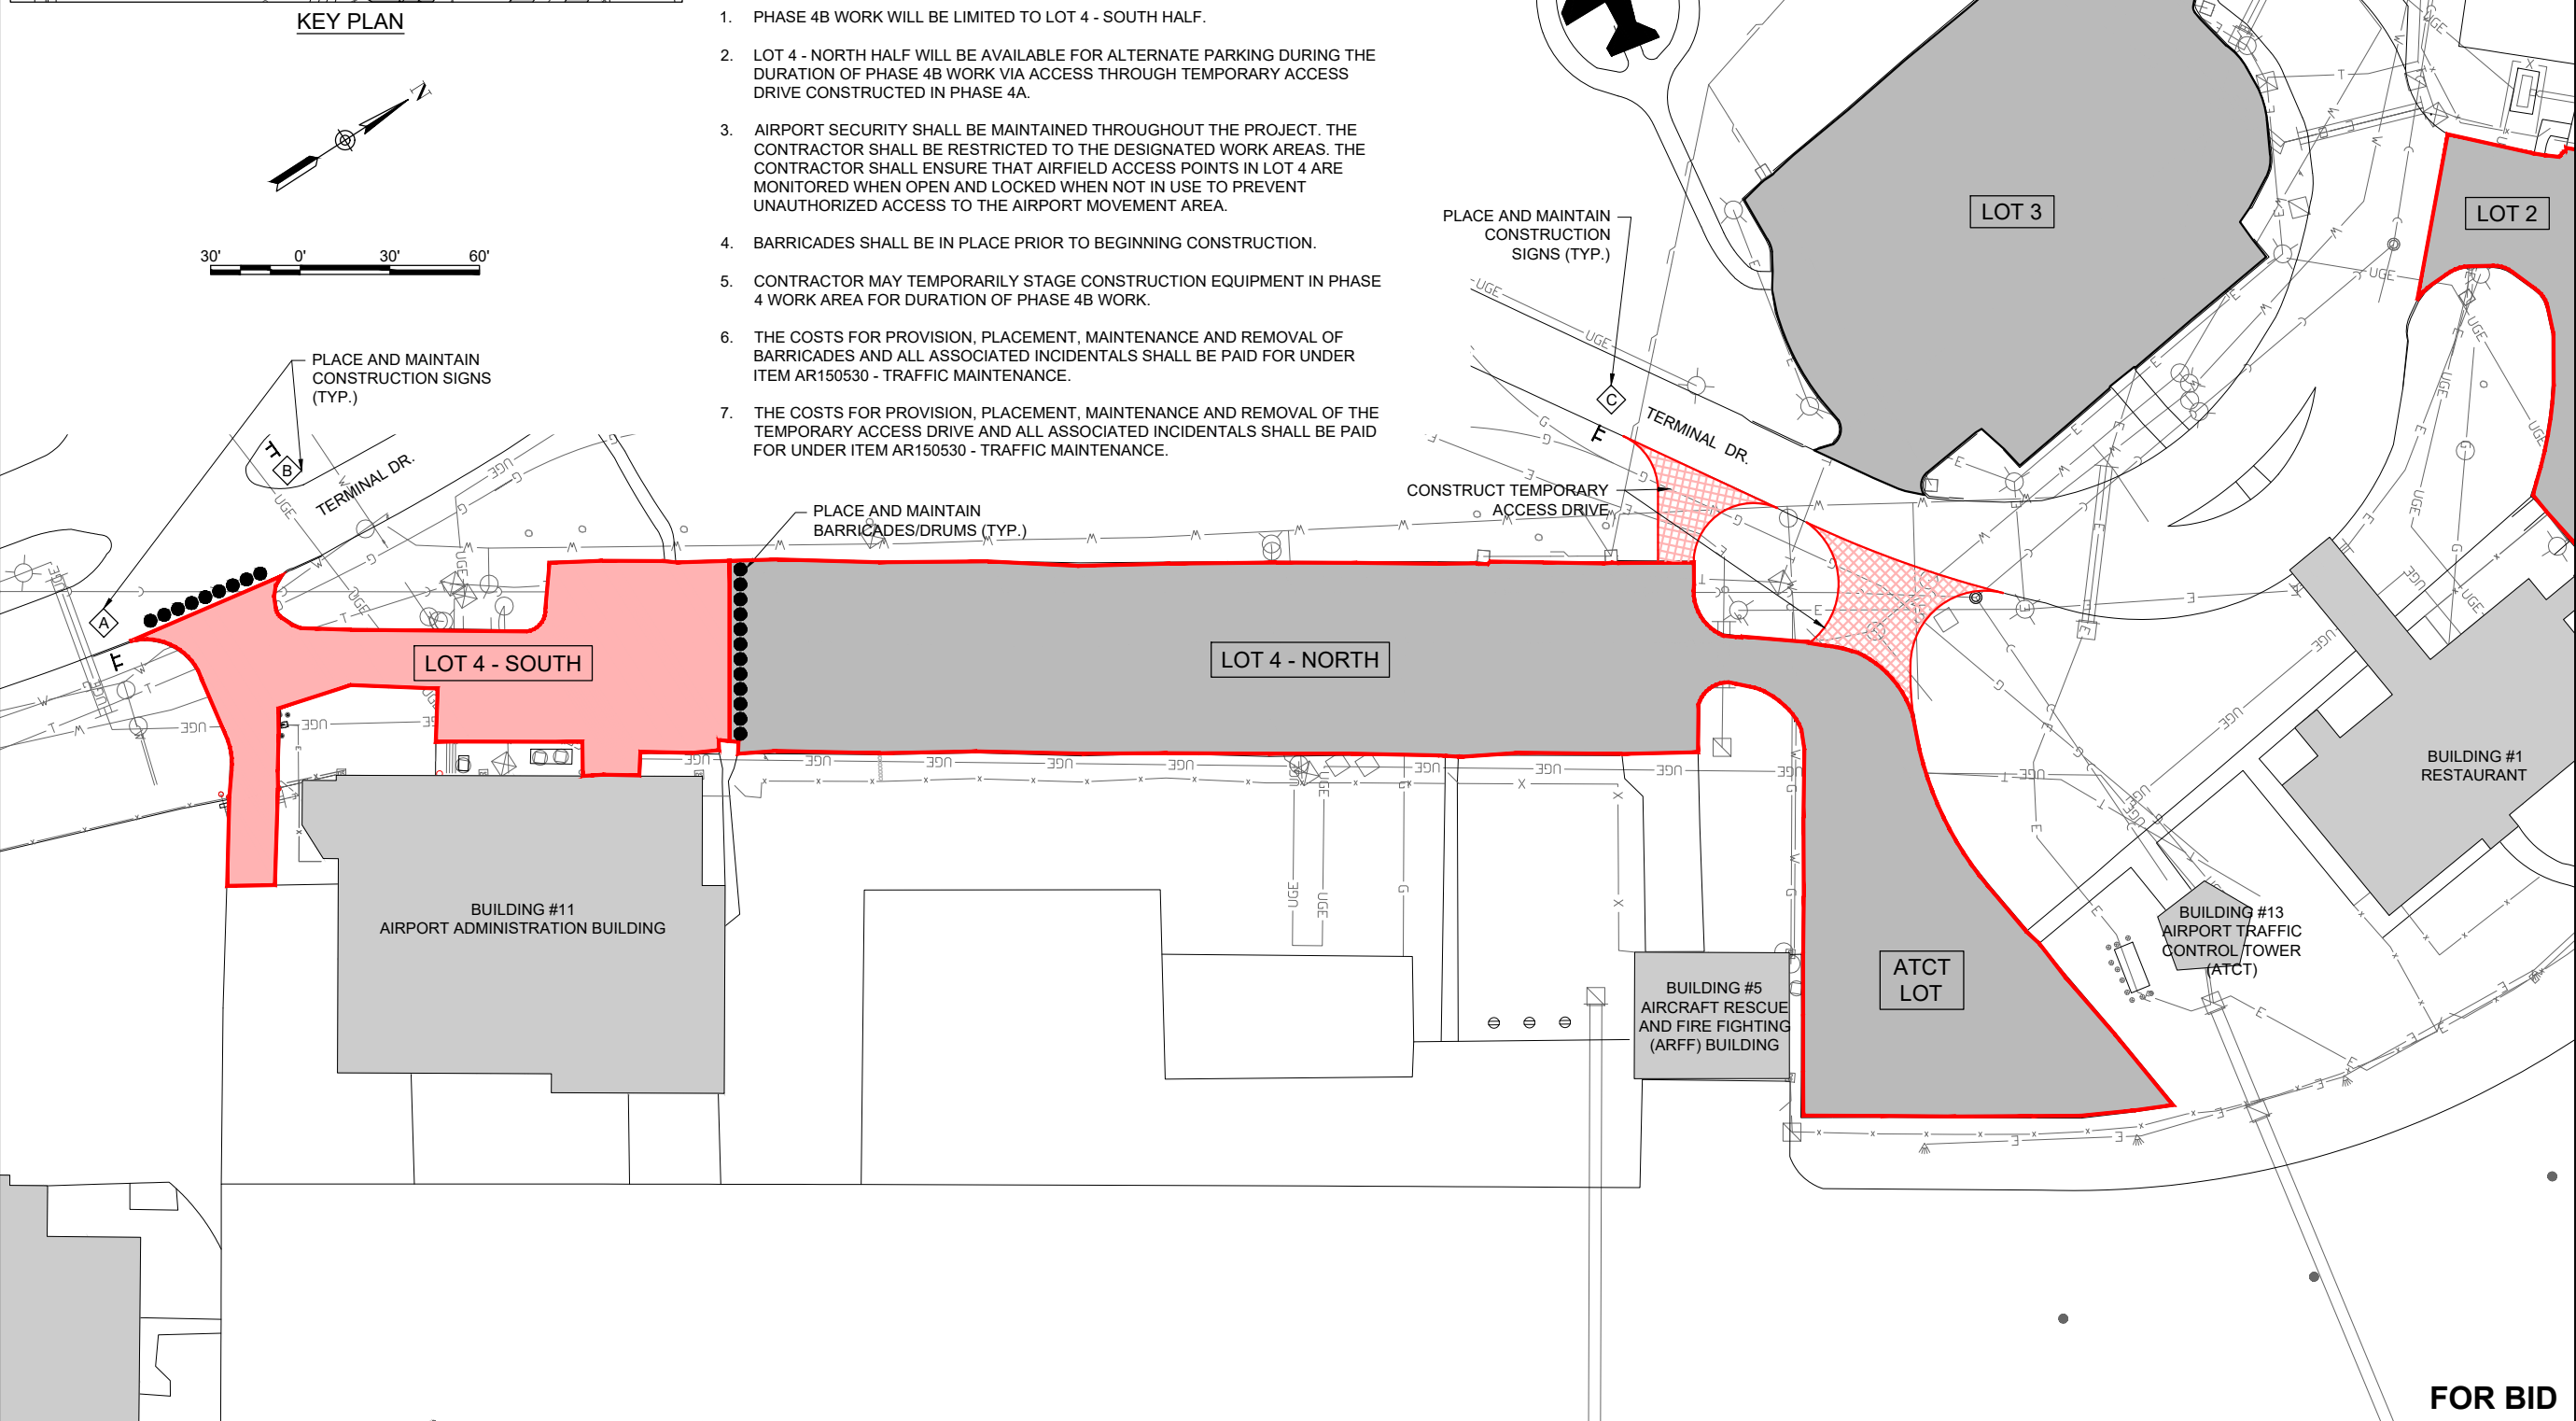 KEY PLAN
N
30' 0' 30' 60'
1. PHASE 4B WORK WILL BE LIMITED TO LOT 4 - SOUTH HALF.
2. LOT 4 - NORTH HALF WILL BE AVAILABLE FOR ALTERNATE PARKING DURING THE
DURATION OF PHASE 4B WORK VIA ACCESS THROUGH TEMPORARY ACCESS
DRIVE CONSTRUCTED IN PHASE 4A.
3. AIRPORT SECURITY SHALL BE MAINTAINED THROUGHOUT THE PROJECT. THE
CONTRACTOR SHALL BE RESTRICTED TO THE DESIGNATED WORK AREAS. THE
CONTRACTOR SHALL ENSURE THAT AIRFIELD ACCESS POINTS IN LOT 4 ARE
MONITORED WHEN OPEN AND LOCKED WHEN NOT IN USE TO PREVENT
UNAUTHORIZED ACCESS TO THE AIRPORT MOVEMENT AREA.
4. BARRICADES SHALL BE IN PLACE PRIOR TO BEGINNING CONSTRUCTION.
5. CONTRACTOR MAY TEMPORARILY STAGE CONSTRUCTION EQUIPMENT IN PHASE
4 WORK AREA FOR DURATION OF PHASE 4B WORK.
6. THE COSTS FOR PROVISION, PLACEMENT, MAINTENANCE AND REMOVAL OF
BARRICADES AND ALL ASSOCIATED INCIDENTALS SHALL BE PAID FOR UNDER
ITEM AR150530 - TRAFFIC MAINTENANCE.
7. THE COSTS FOR PROVISION, PLACEMENT, MAINTENANCE AND REMOVAL OF THE
TEMPORARY ACCESS DRIVE AND ALL ASSOCIATED INCIDENTALS SHALL BE PAID
FOR UNDER ITEM AR150530 - TRAFFIC MAINTENANCE.
PLACE AND MAINTAIN
CONSTRUCTION SIGNS
(TYP.)
B
TERMINAL DR.
A
PLACE AND MAINTAIN
BARRICADES/DRUMS (TYP.)
PLACE AND MAINTAIN
CONSTRUCTION
SIGNS (TYP.)
C
TERMINAL DR.
CONSTRUCT TEMPORARY
ACCESS DRIVE
LOT 3
LOT 2
LOT 4 - SOUTH
LOT 4 - NORTH
BUILDING #1
RESTAURANT
BUILDING #11
AIRPORT ADMINISTRATION BUILDING
BUILDING #13
AIRPORT TRAFFIC
CONTROL TOWER
(ATCT)
ATCT
LOT
BUILDING #5
AIRCRAFT RESCUE
AND FIRE FIGHTING
(ARFF) BUILDING
FOR BID